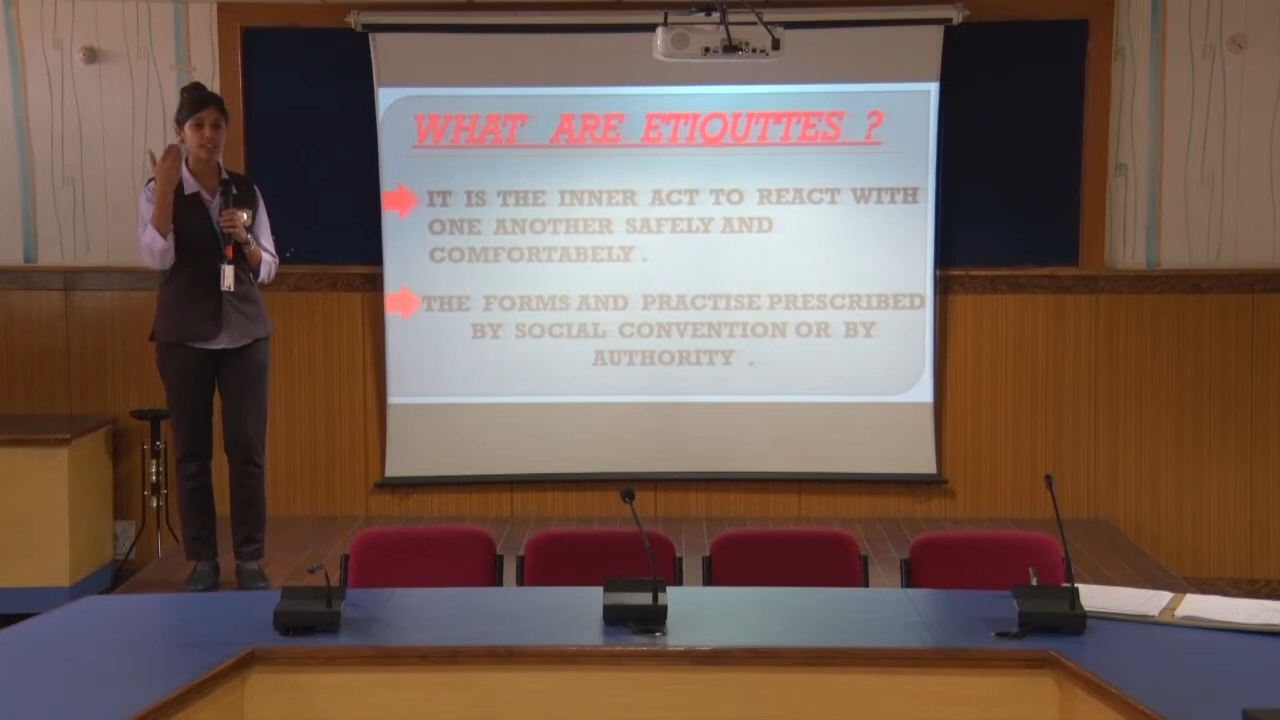 WHAT ARE ETIQUTTES ?
IT IS THE INNER ACT TO REACT WITH
ONE ANOTHER SAFELY AND
COMFORTABELY .
THE FORMS AND PRACTISE PRESCRIBED
BY SOCIAL CONVENTION OR BY
AUTHORITY .